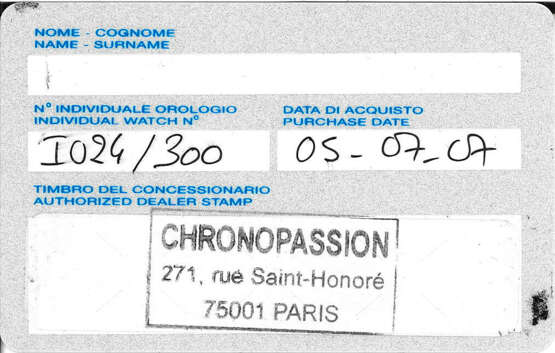 NOME - COGNOME
NAME - SURNAME
N° INDIVIDUALE OROLOGIO
INDIVIDUAL WATCH N°
I024/300
DATA DI ACQUISTO
PURCHASE DATE
05-07-07
TIMBRO DEL CONCESSIONARIO
AUTHORIZED DEALER STAMP
CHRONOPASSION
271, rue Saint-Honoré
75001 PARIS